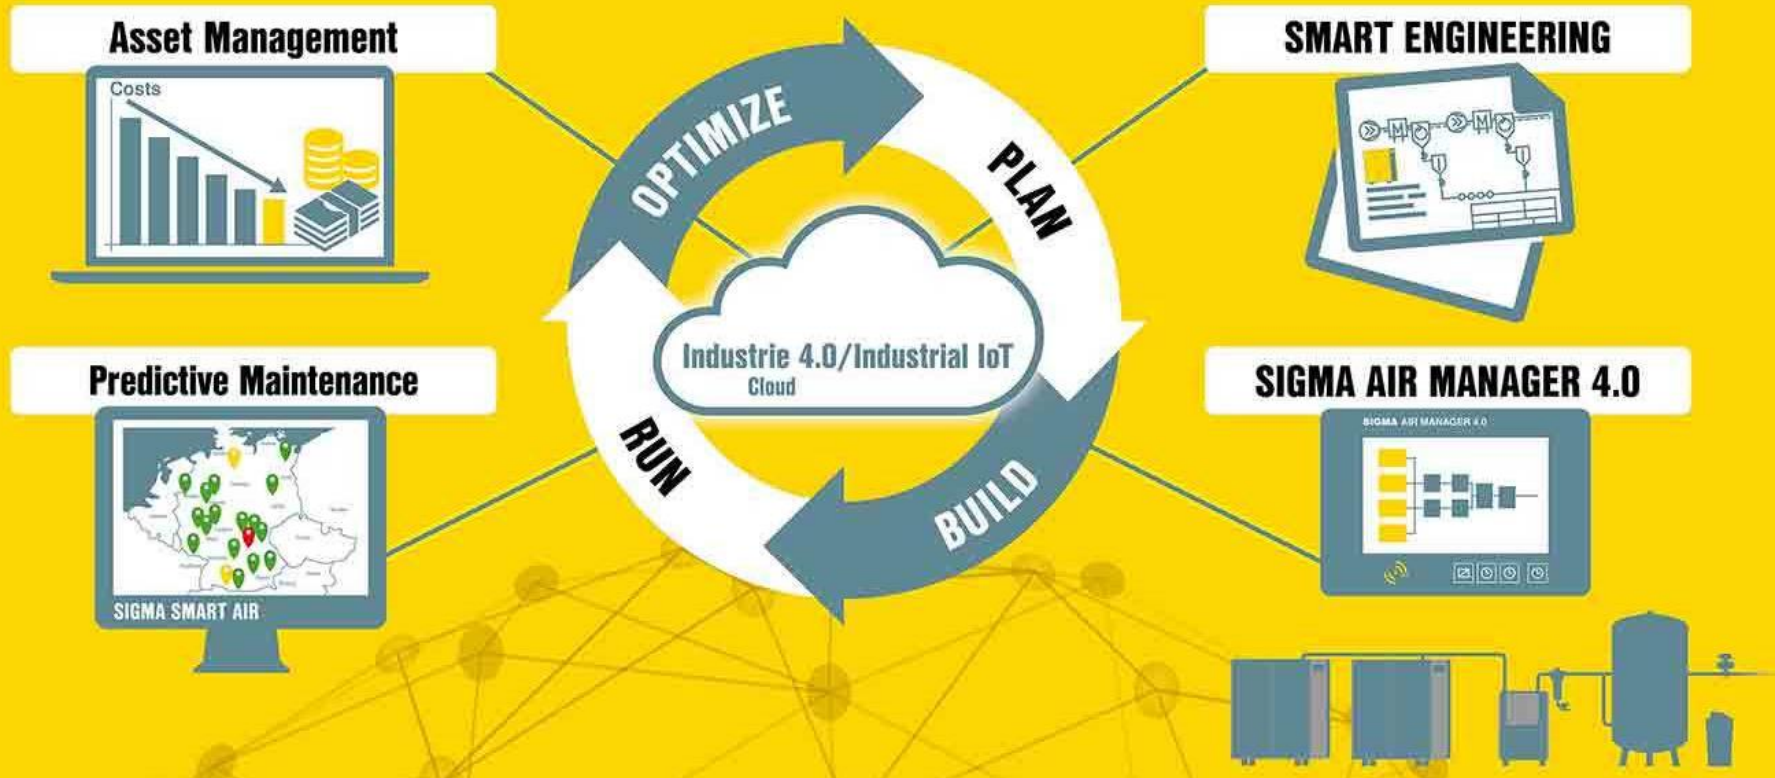 Asset Management
Costs
SMART ENGINEERING
OPTIMIZE
PLAN
Industrie 4.0/Industrial IoT
Cloud
RUN
BUILD
Predictive Maintenance
SIGMA SMART AIR
SIGMA AIR MANAGER 4.0
SIGMA AIR MANAGER 4.0